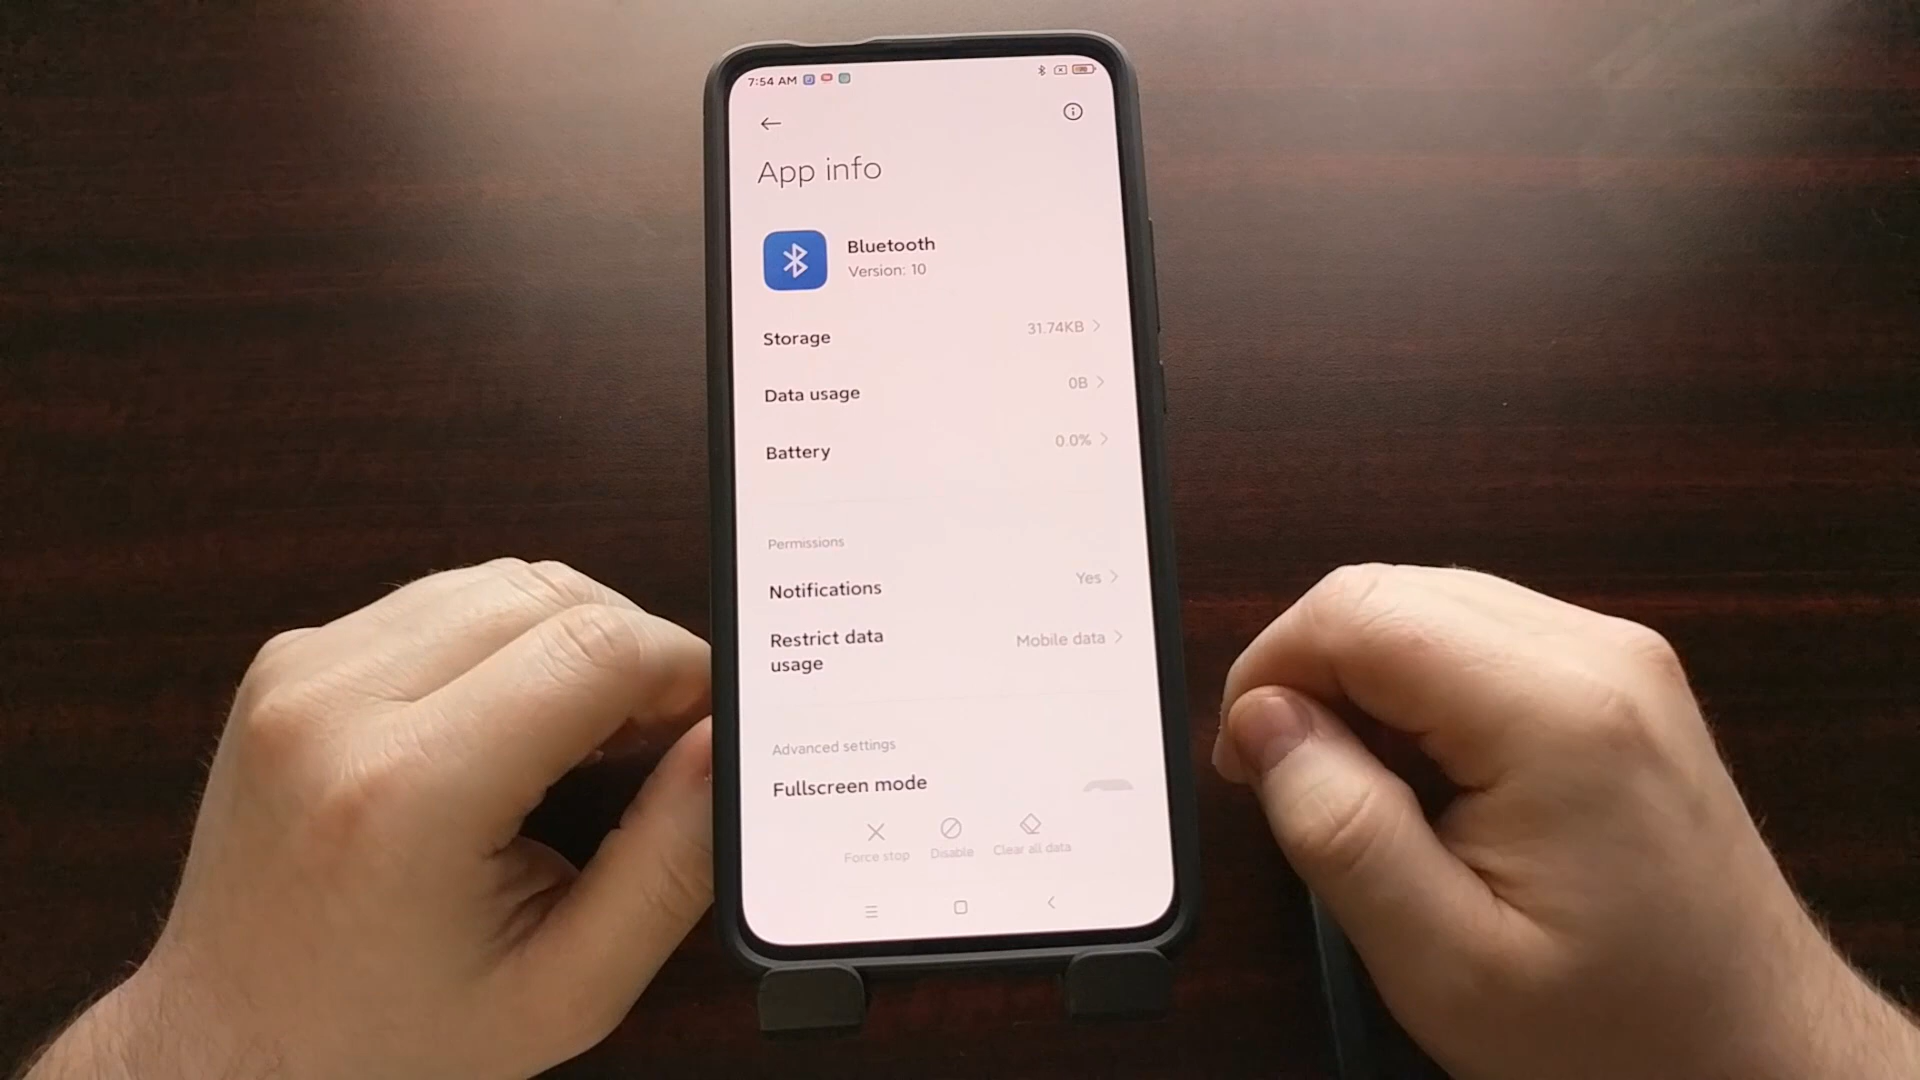 7:54 AM
App info
Bluetooth
Version: 10
Storage 31.74KB
Data usage 0B
Battery 0.0%
Permissions
Notifications Yes
Restrict data
usage Mobile data
Advanced settings
Fullscreen mode
Force stop Disable Clear all data